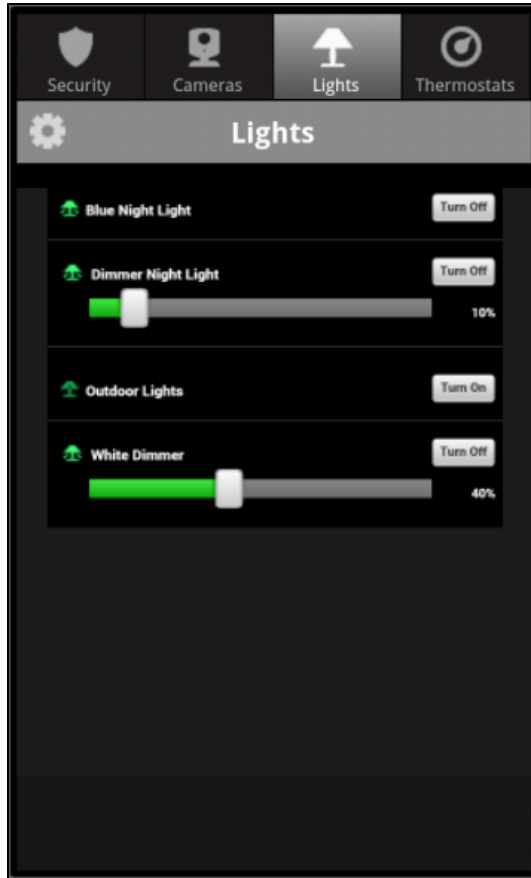 Security Cameras Lights Thermostats
Lights
Blue Night Light Turn Off
Dimmer Night Light Turn Off
10%
Outdoor Lights Turn On
White Dimmer Turn Off
40%